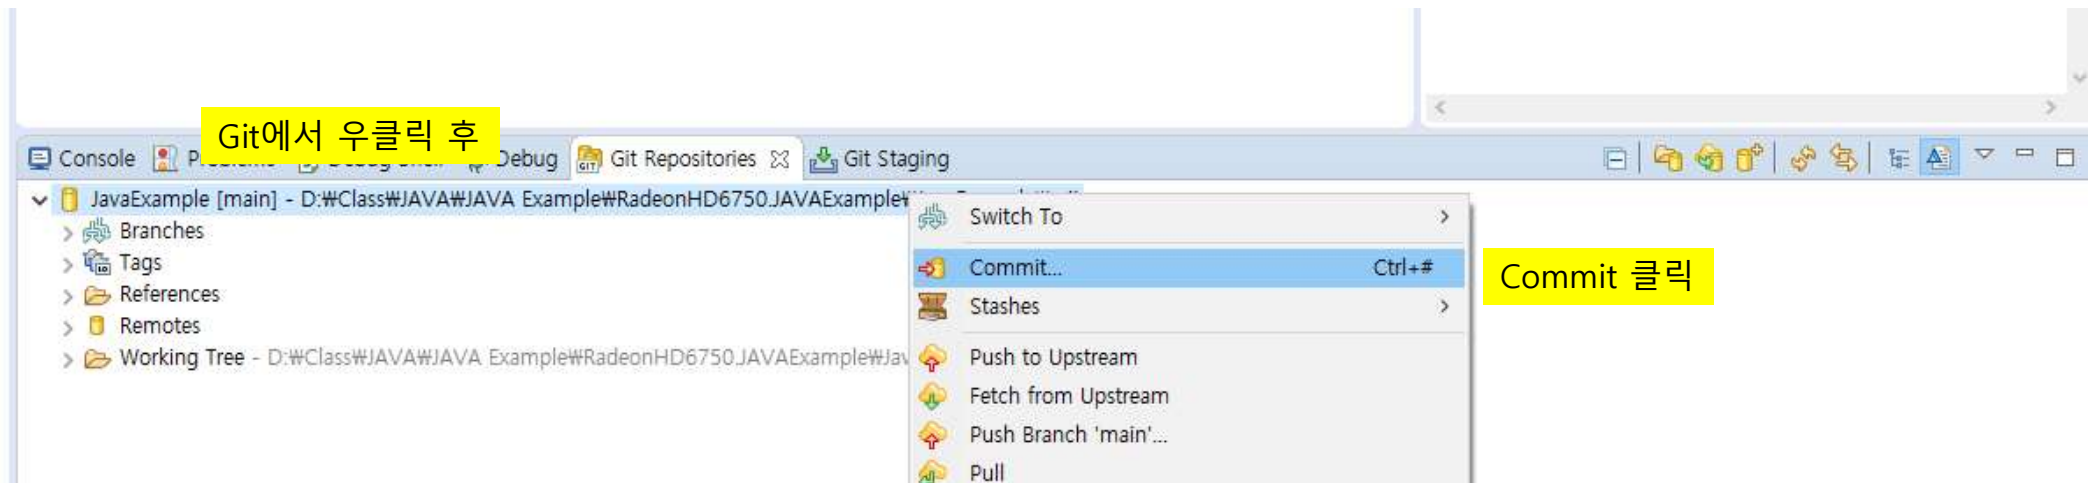 Git에서 우클릭 후
Console Debug Git Repositories Git Staging
JavaExample [main] - D:₩Class₩JAVA₩JAVA Example₩RadeonHD6750.JAVAExample₩
Branches
Tags
References
Remotes
Working Tree - D:₩Class₩JAVA₩JAVA Example₩RadeonHD6750.JAVAExample₩Jav
Switch To
Commit... Ctrl+#
Stashes
Push to Upstream
Fetch from Upstream
Push Branch 'main'...
Pull
Commit 클릭